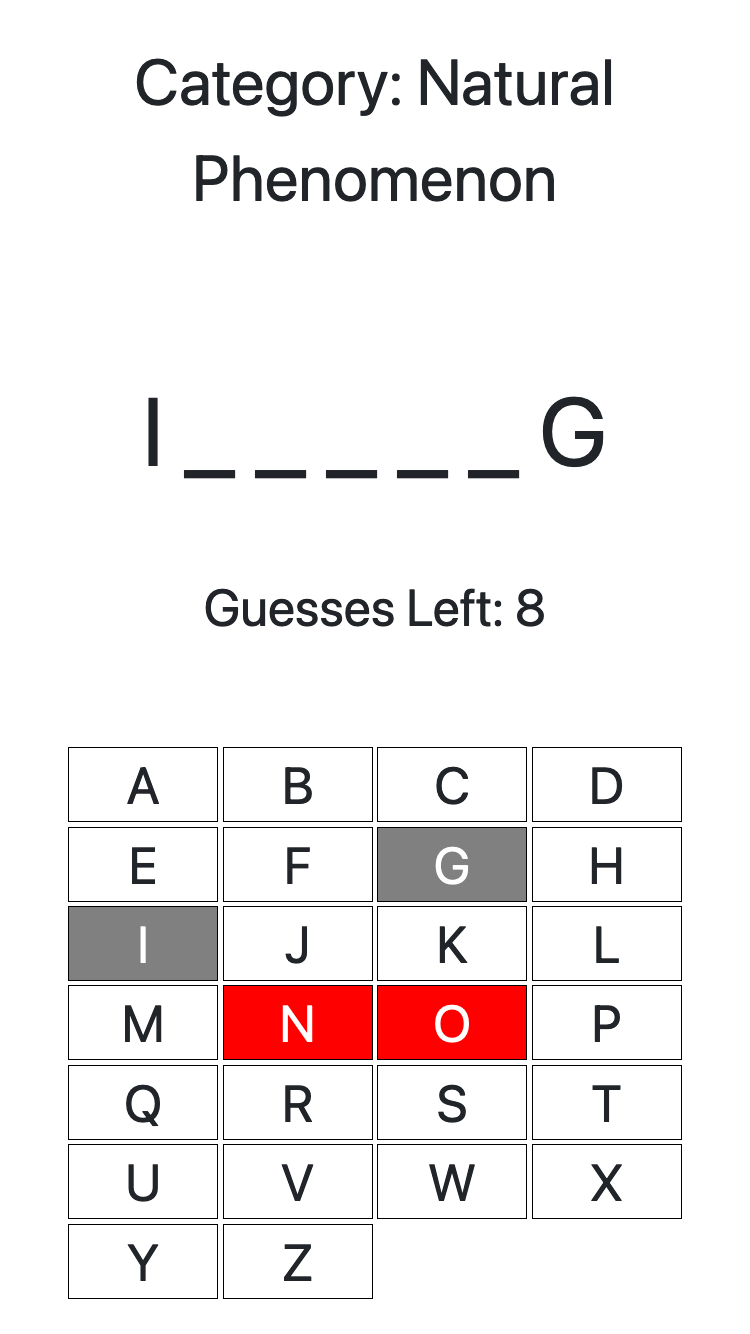 Category: Natural
Phenomenon
I _ _ _ _ _ G
Guesses Left: 8
A B C D
E F G H
I J K L
M N O P
Q R S T
U V W X
Y Z